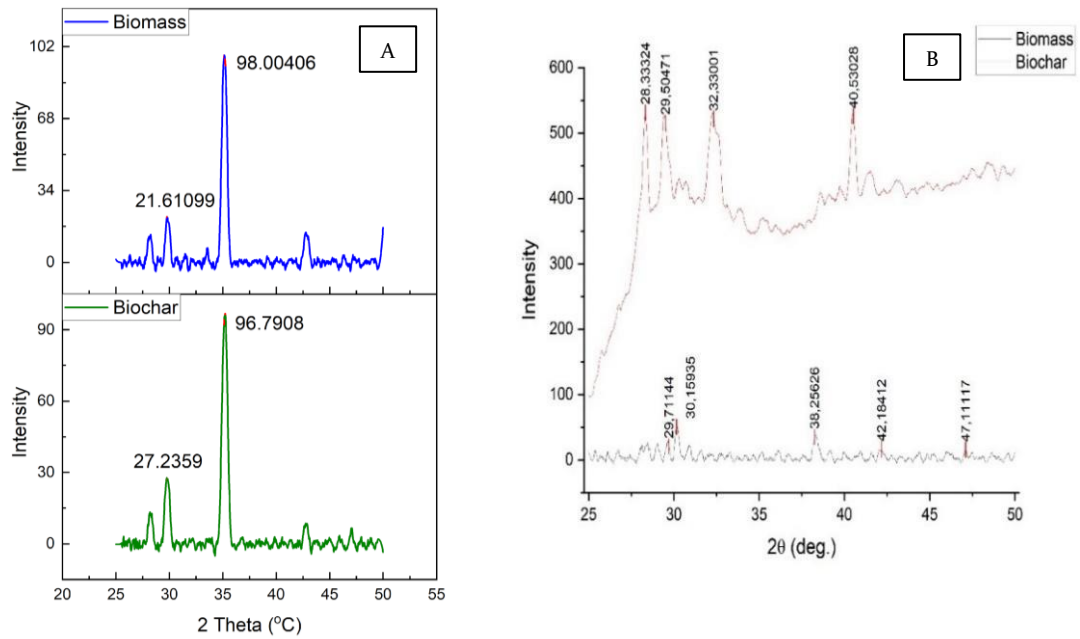 Biomass
A
98.00406
21.61099
Intensity
102
68
34
0
Biochar
96.7908
27.2359
Intensity
90
60
30
0
20 25 30 35 40 45 50 55
2 Theta (°C)
Biomass
Biochar
B
600
500
400
300
200
100
0
Intensity
28.33324
29,50471
32,33001
40,53028
29,71144
30,15935
38,25626
42,18412
47,11117
25 30 35 40 45 50
2θ (deg.)